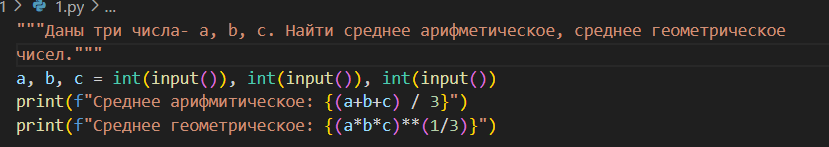 1 > 1.py > ...
"""Даны три числа- a, b, c. Найти среднее арифметическое, среднее геометрическое
чисел."""
a, b, c = int(input()), int(input()), int(input())
print(f"Среднее арифмитическое: {(a+b+c) / 3}")
print(f"Среднее геометрическое: {(a*b*c)**(1/3)}")